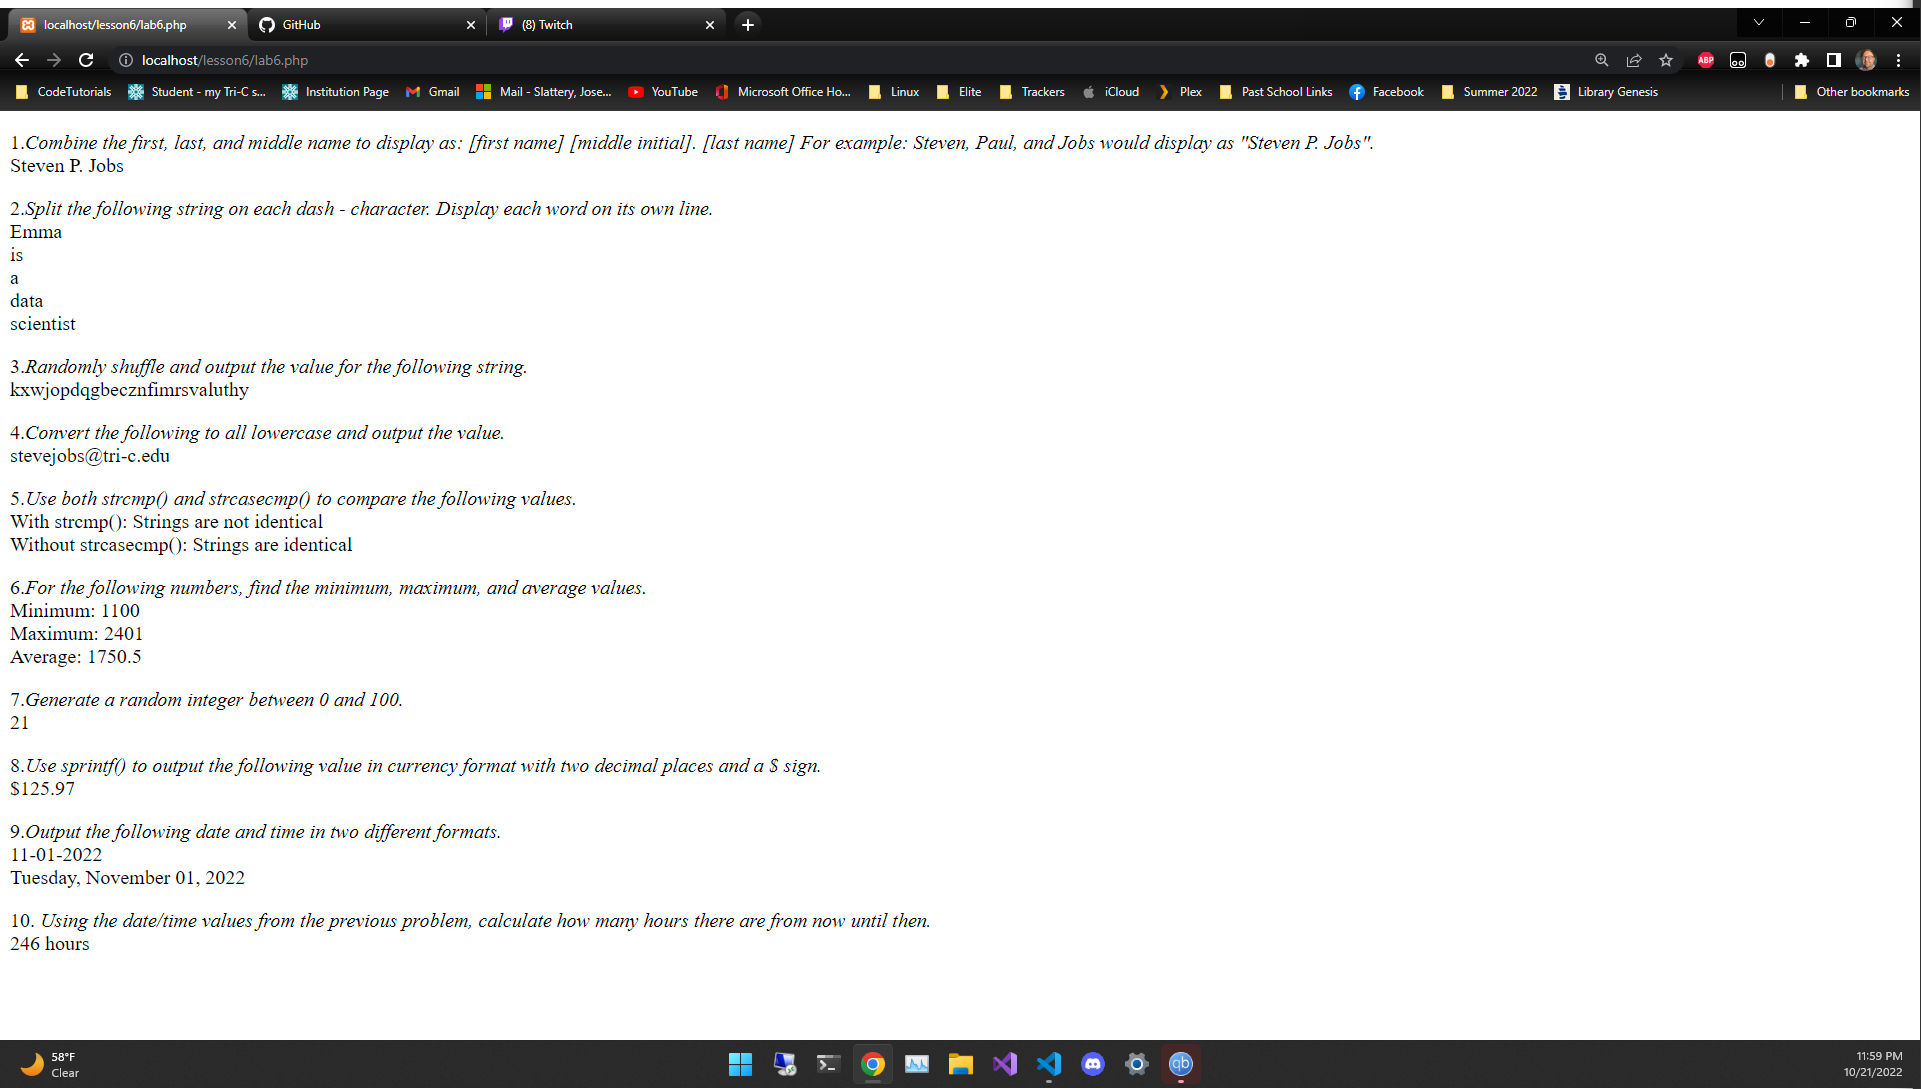 localhost/lesson6/lab6.php
GitHub
(8) Twitch
localhost/lesson6/lab6.php
ABP
CodeTutorials
Student - my Tri-C s...
Institution Page
Gmail
Mail - Slattery, Jose...
YouTube
Microsoft Office Ho...
Linux
Elite
Trackers
iCloud
Plex
Past School Links
Facebook
Summer 2022
Library Genesis
Other bookmarks
1.Combine the first, last, and middle name to display as: [first name] [middle initial]. [last name] For example: Steven, Paul, and Jobs would display as "Steven P. Jobs".
Steven P. Jobs
2.Split the following string on each dash - character. Display each word on its own line.
Emma
is
a
data
scientist
3.Randomly shuffle and output the value for the following string.
kxwjopdqgbecznfimrsvaluthy
4.Convert the following to all lowercase and output the value.
stevejobs@tri-c.edu
5.Use both strcmp() and strcasecmp() to compare the following values.
With strcmp(): Strings are not identical
Without strcasecmp(): Strings are identical
6.For the following numbers, find the minimum, maximum, and average values.
Minimum: 1100
Maximum: 2401
Average: 1750.5
7.Generate a random integer between 0 and 100.
21
8.Use sprintf() to output the following value in currency format with two decimal places and a $ sign.
$125.97
9.Output the following date and time in two different formats.
11-01-2022
Tuesday, November 01, 2022
10. Using the date/time values from the previous problem, calculate how many hours there are from now until then.
246 hours
58°F
Clear
qb
11:59 PM
10/21/2022